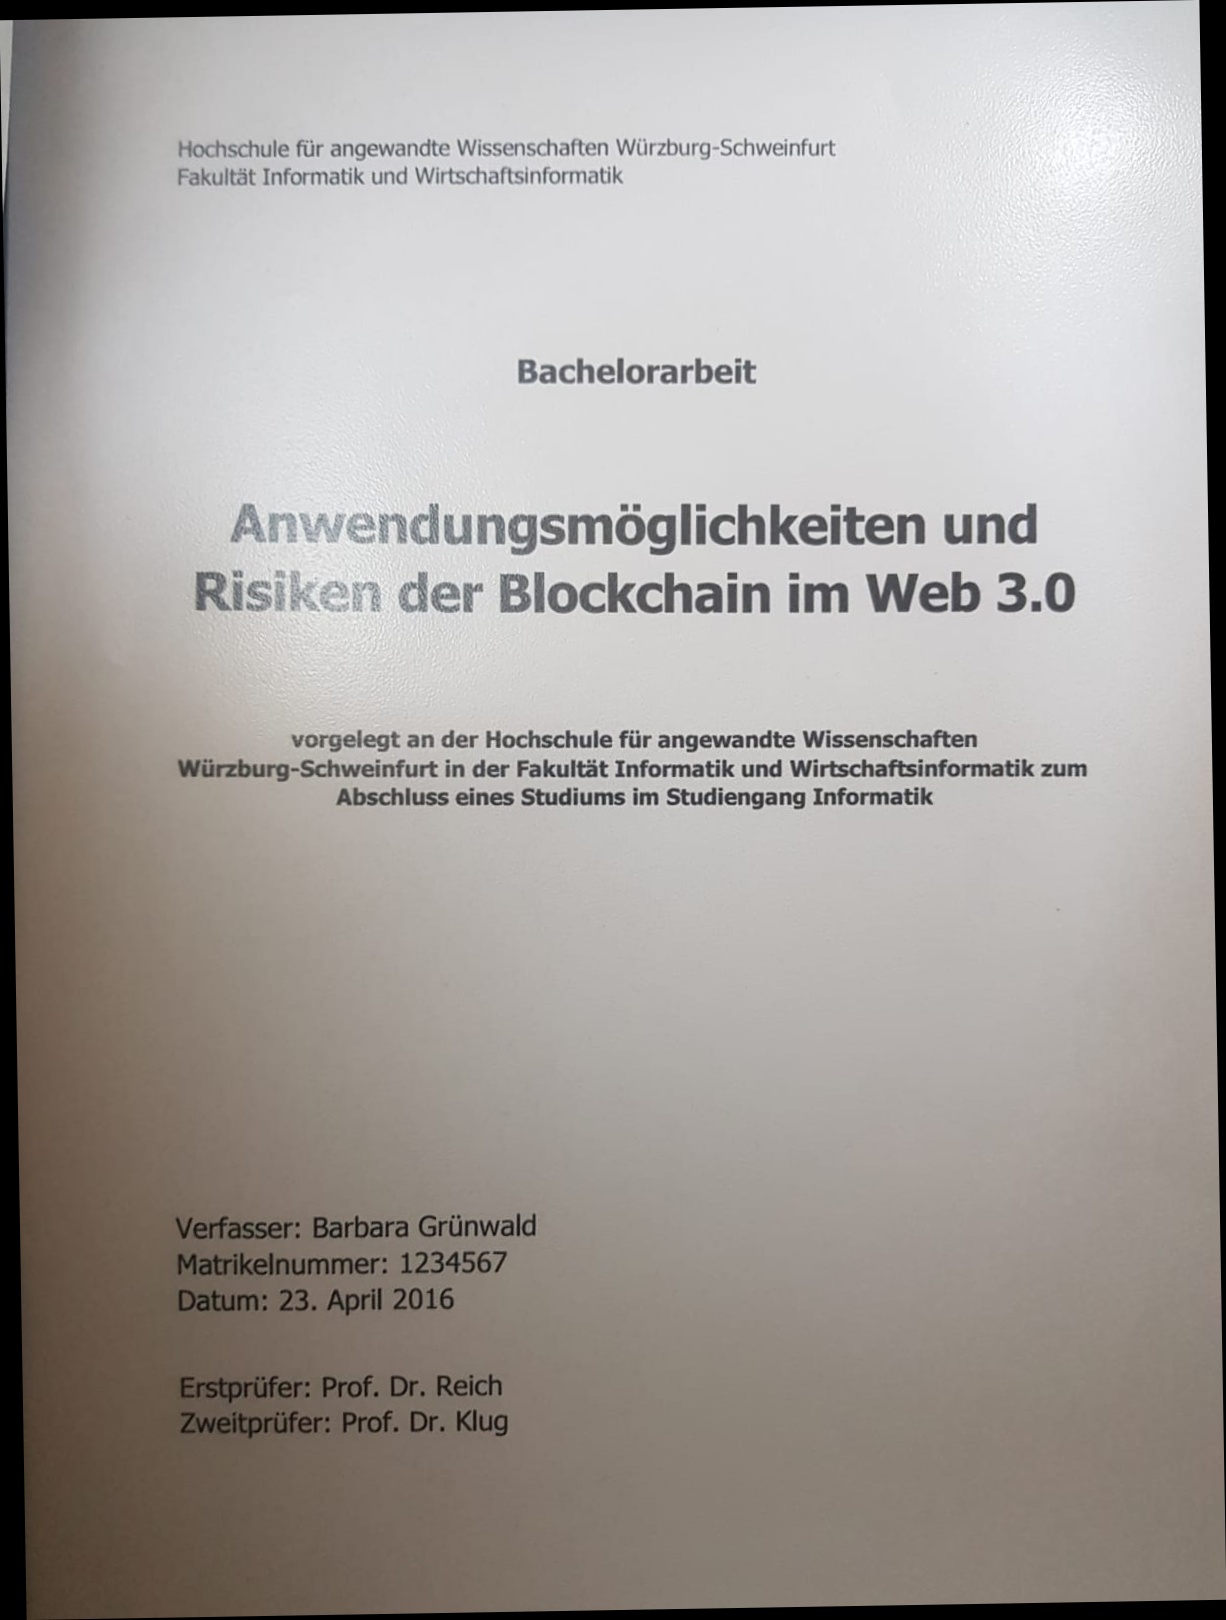 Hochschule für angewandte Wissenschaften Würzburg-Schweinfurt
Fakultät Informatik und Wirtschaftsinformatik
Bachelorarbeit
Anwendungsmöglichkeiten und
Risiken der Blockchain im Web 3.0
vorgelegt an der Hochschule für angewandte Wissenschaften
Würzburg-Schweinfurt in der Fakultät Informatik und Wirtschaftsinformatik zum
Abschluss eines Studiums im Studiengang Informatik
Verfasser: Barbara Grünwald
Matrikelnummer: 1234567
Datum: 23. April 2016
Erstprüfer: Prof. Dr. Reich
Zweitprüfer: Prof. Dr. Klug